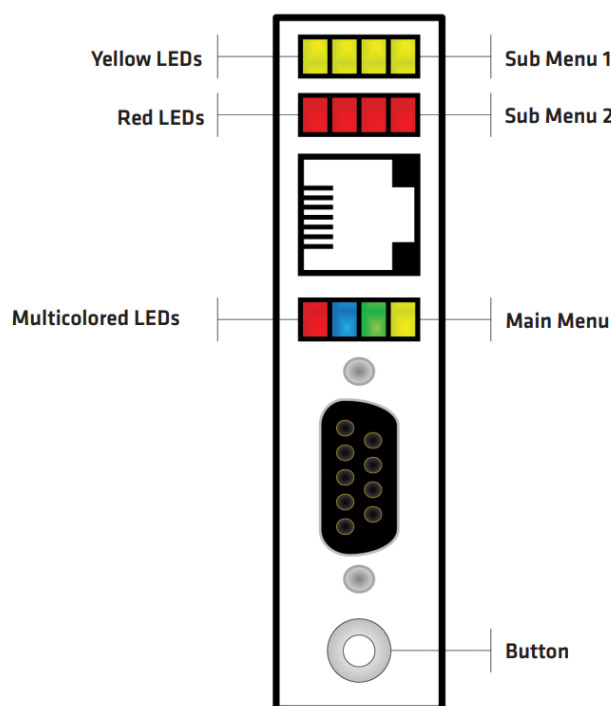 Yellow LEDs
Sub Menu 1
Red LEDs
Sub Menu 2
Multicolored LEDs
Main Menu
Button